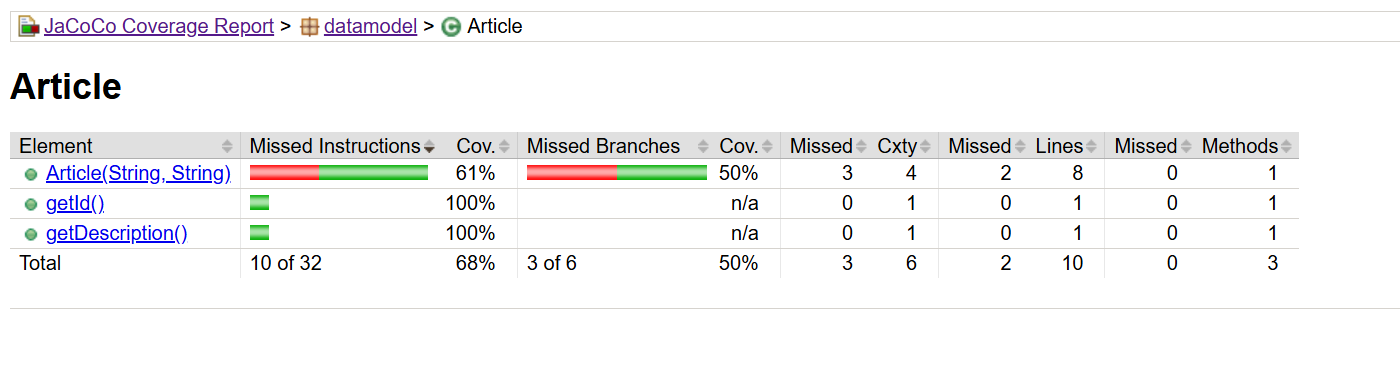 JaCoCo Coverage Report > datamodel > C Article
Article
Element Missed Instructions Cov. Missed Branches Cov. Missed Cxty Missed Lines Missed Methods
Article(String, String) 61% 50% 3 4 2 8 0 1
getId() 100% n/a 0 1 0 1 0 1
getDescription() 100% n/a 0 1 0 1 0 1
Total 10 of 32 68% 3 of 6 50% 3 6 2 10 0 3